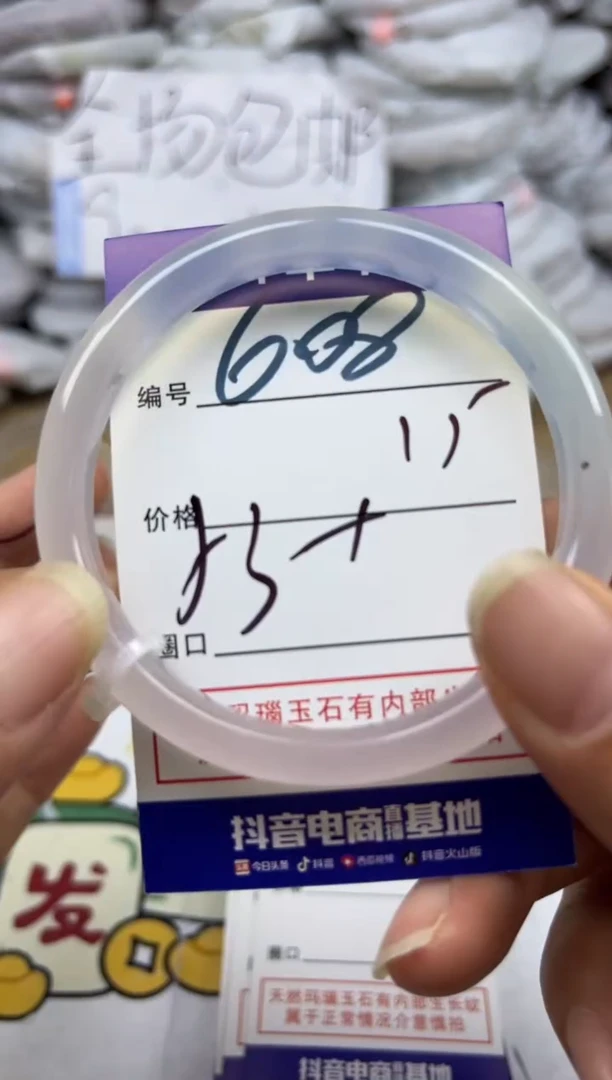 全场包邮
编号 608
价格
圈口
玛瑙玉石有内部生
抖音电商直播基地
今日头条 抖音 西瓜视频 抖音火山版
发
圈口
天然玛瑙玉石有内部生长纹
属于正常情况介意慎拍
抖音电商直播基地